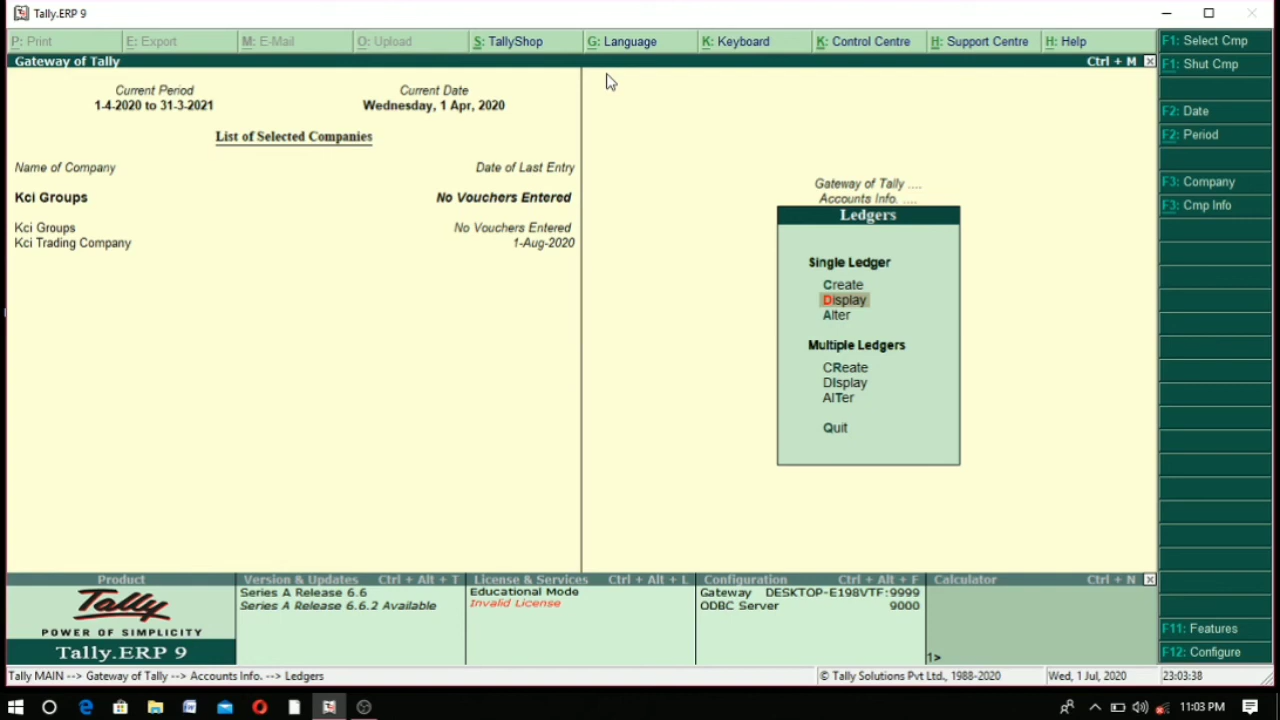 Tally.ERP 9
P: Print E: Export M: E-Mail O: Upload S: TallyShop G: Language K: Keyboard K: Control Centre H: Support Centre H: Help
F1: Select Cmp
Gateway of Tally Ctrl + M
F1: Shut Cmp
Current Period Current Date
1-4-2020 to 31-3-2021 Wednesday, 1 Apr, 2020
F2: Date
List of Selected Companies
F2: Period
Name of Company Date of Last Entry
Kci Groups No Vouchers Entered
Kci Groups No Vouchers Entered
Kci Trading Company 1-Aug-2020
Gateway of Tally ....
Accounts Info. ....
Ledgers
Single Ledger
Create
Display
Alter
Multiple Ledgers
CReate
DIsplay
AlTer
Quit
F3: Company
F3: Cmp Info
F11: Features
F12: Configure
Product
Tally
POWER OF SIMPLICITY
Tally.ERP 9
Version & Updates Ctrl + Alt + T
Series A Release 6.6
Series A Release 6.6.2 Available
License & Services Ctrl + Alt + L
Educational Mode
Invalid License
Configuration Ctrl + Alt + F
Gateway DESKTOP-E198VTF:9999
ODBC Server 9000
Calculator Ctrl + N
1>
Tally MAIN --> Gateway of Tally --> Accounts Info. --> Ledgers © Tally Solutions Pvt Ltd., 1988-2020 Wed, 1 Jul, 2020 23:03:38
11:03 PM